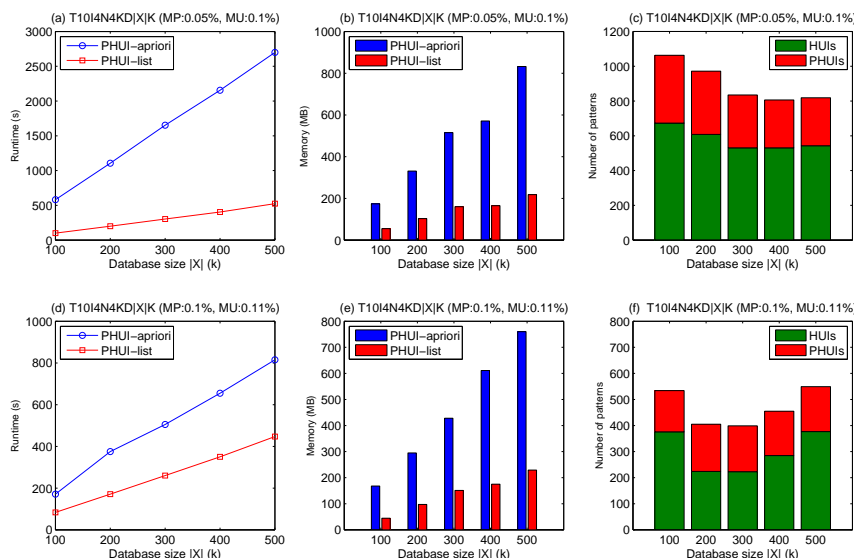 (a) T10I4N4KD|X|K (MP:0.05%, MU:0.1%)
3000
2500
2000
1500
1000
500
0
Runtime (s)
PHUI-apriori
PHUI-list
100 200 300 400 500
Database size |X| (k)
(b) T10I4N4KD|X|K (MP:0.05%, MU:0.1%)
1000
800
600
400
200
0
Memory (MB)
PHUI-apriori
PHUI-list
100 200 300 400 500
Database size |X| (k)
(c) T10I4N4KD|X|K (MP:0.05%, MU:0.1%)
1200
1000
800
600
400
200
0
Number of patterns
HUIs
PHUIs
100 200 300 400 500
Database size |X| (k)
(d) T10I4N4KD|X|K (MP:0.1%, MU:0.11%)
1000
800
600
400
200
0
Runtime (s)
PHUI-apriori
PHUI-list
100 200 300 400 500
Database size |X| (k)
(e) T10I4N4KD|X|K (MP:0.1%, MU:0.11%)
800
700
600
500
400
300
200
100
0
Memory (MB)
PHUI-apriori
PHUI-list
100 200 300 400 500
Database size |X| (k)
(f) T10I4N4KD|X|K (MP:0.1%, MU:0.11%)
800
700
600
500
400
300
200
100
0
Number of patterns
HUIs
PHUIs
100 200 300 400 500
Database size |X| (k)